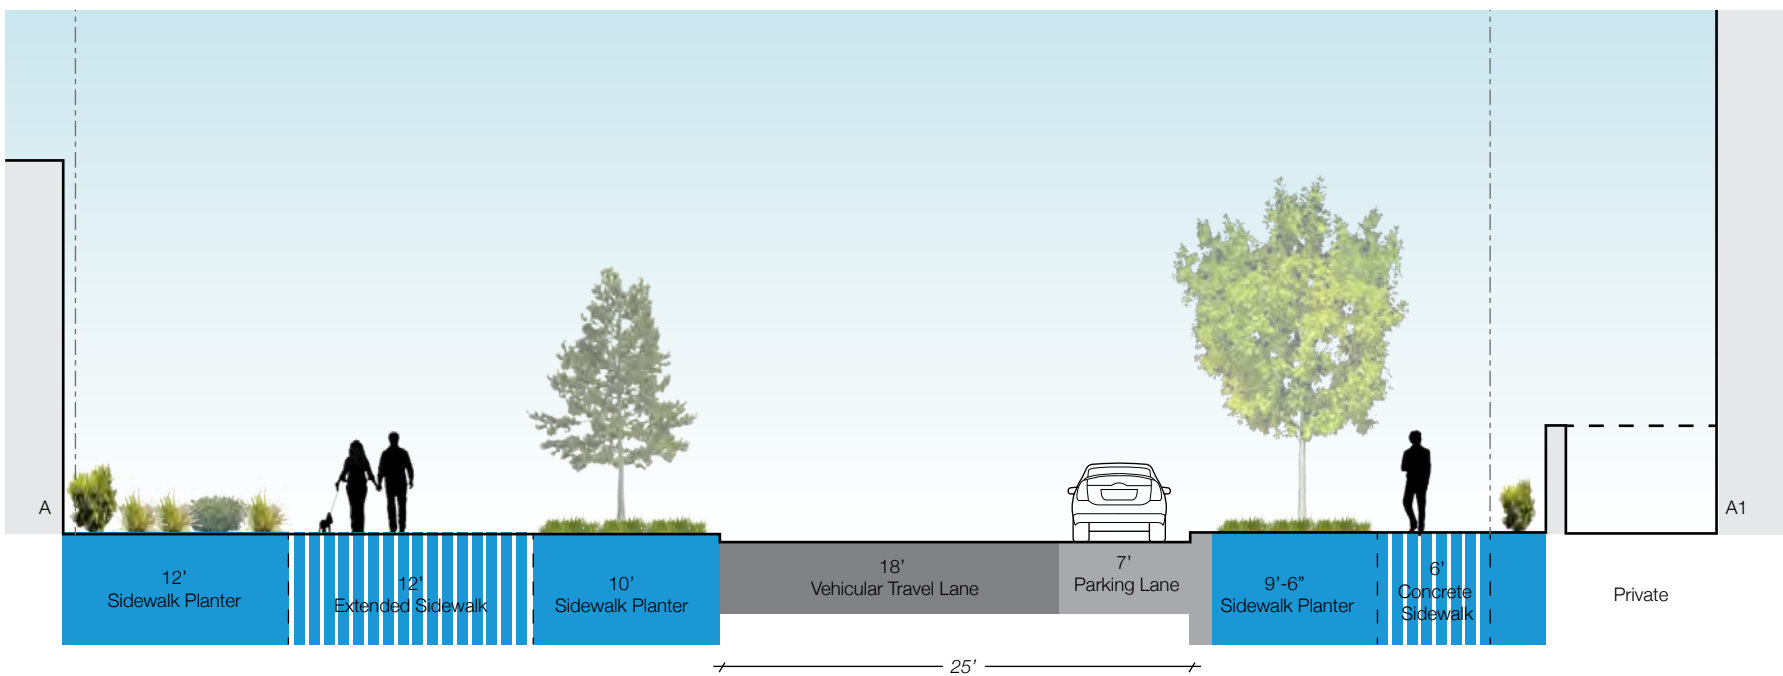 A
A1
12’
Sidewalk Planter
12’
Extended Sidewalk
10’
Sidewalk Planter
18’
Vehicular Travel Lane
7’
Parking Lane
9’-6”
Sidewalk Planter
6’
Concrete
Sidewalk
Private
25’